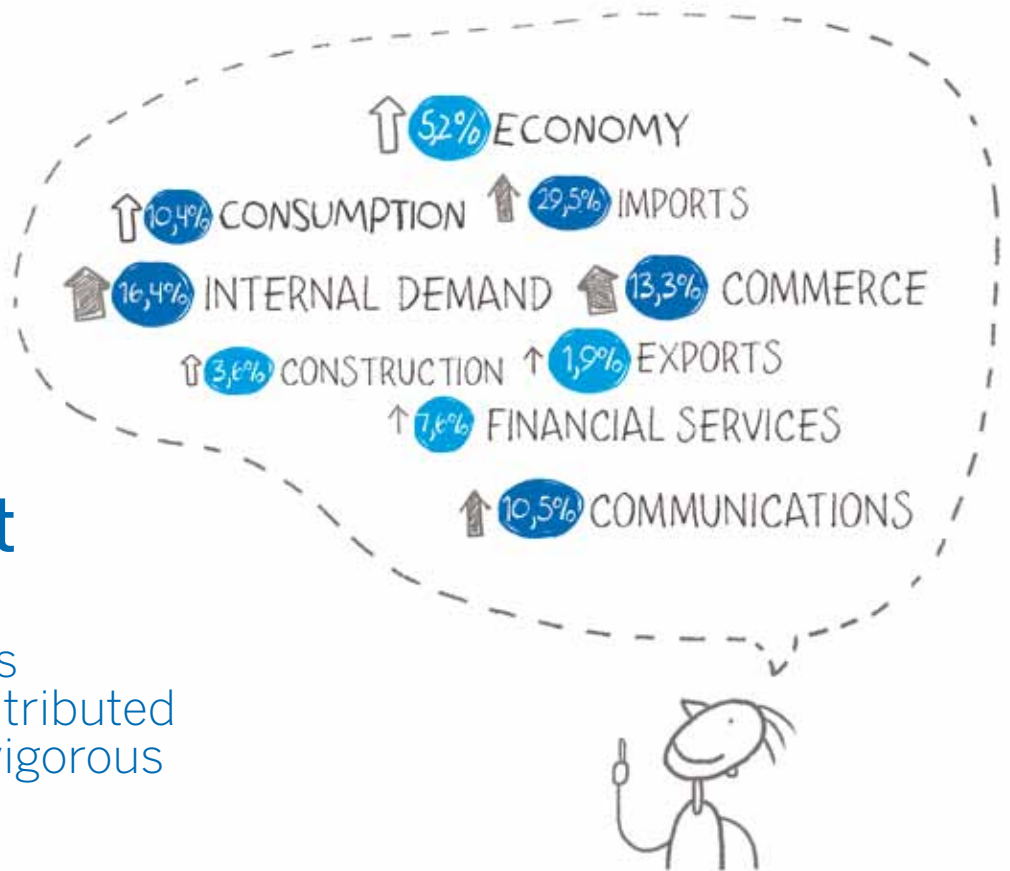 5,2% ECONOMY
10,4% CONSUMPTION
29,5% IMPORTS
16,4% INTERNAL DEMAND
13,3% COMMERCE
3,6% CONSTRUCTION
1,9% EXPORTS
7,6% FINANCIAL SERVICES
10,5% COMMUNICATIONS
t
s
tributed
vigorous